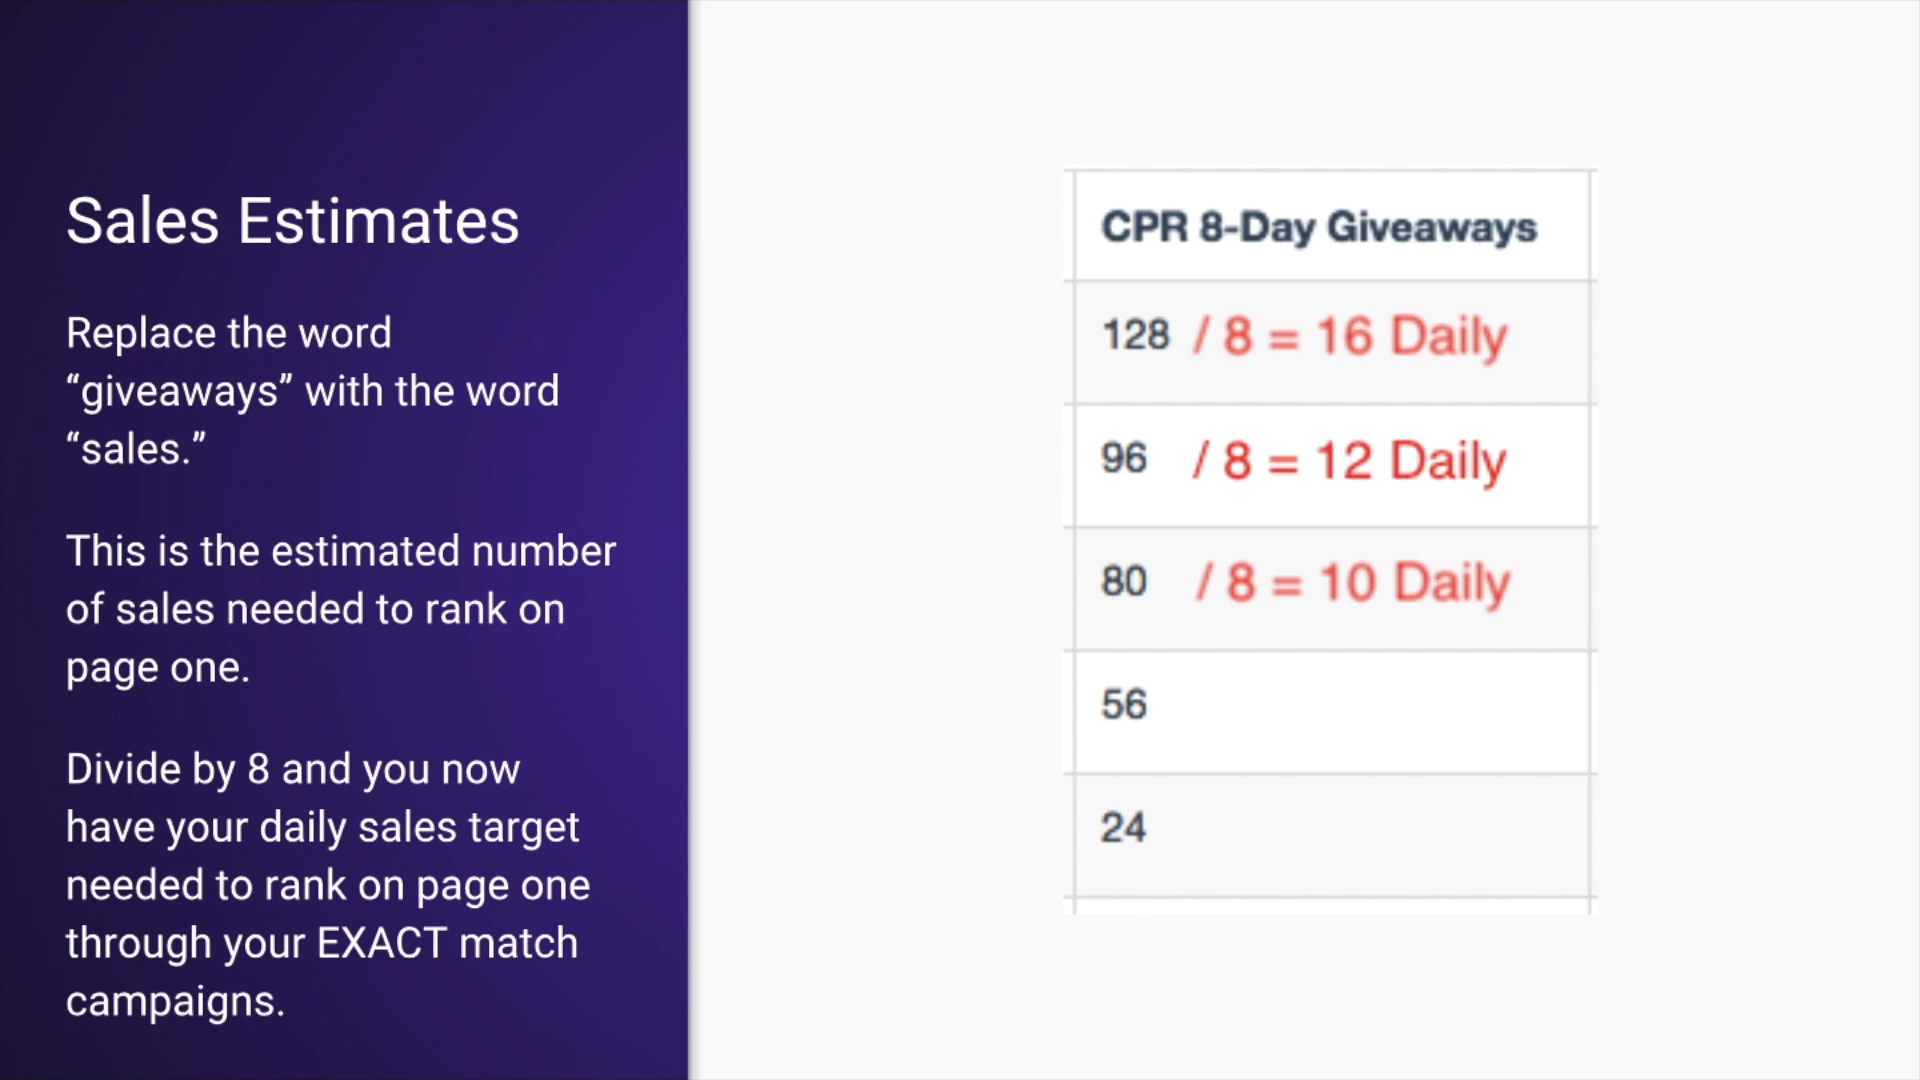 Sales Estimates
Replace the word
“giveaways” with the word
“sales.”
This is the estimated number
of sales needed to rank on
page one.
Divide by 8 and you now
have your daily sales target
needed to rank on page one
through your EXACT match
campaigns.
CPR 8-Day Giveaways
128 / 8 = 16 Daily
96 / 8 = 12 Daily
80 / 8 = 10 Daily
56
24